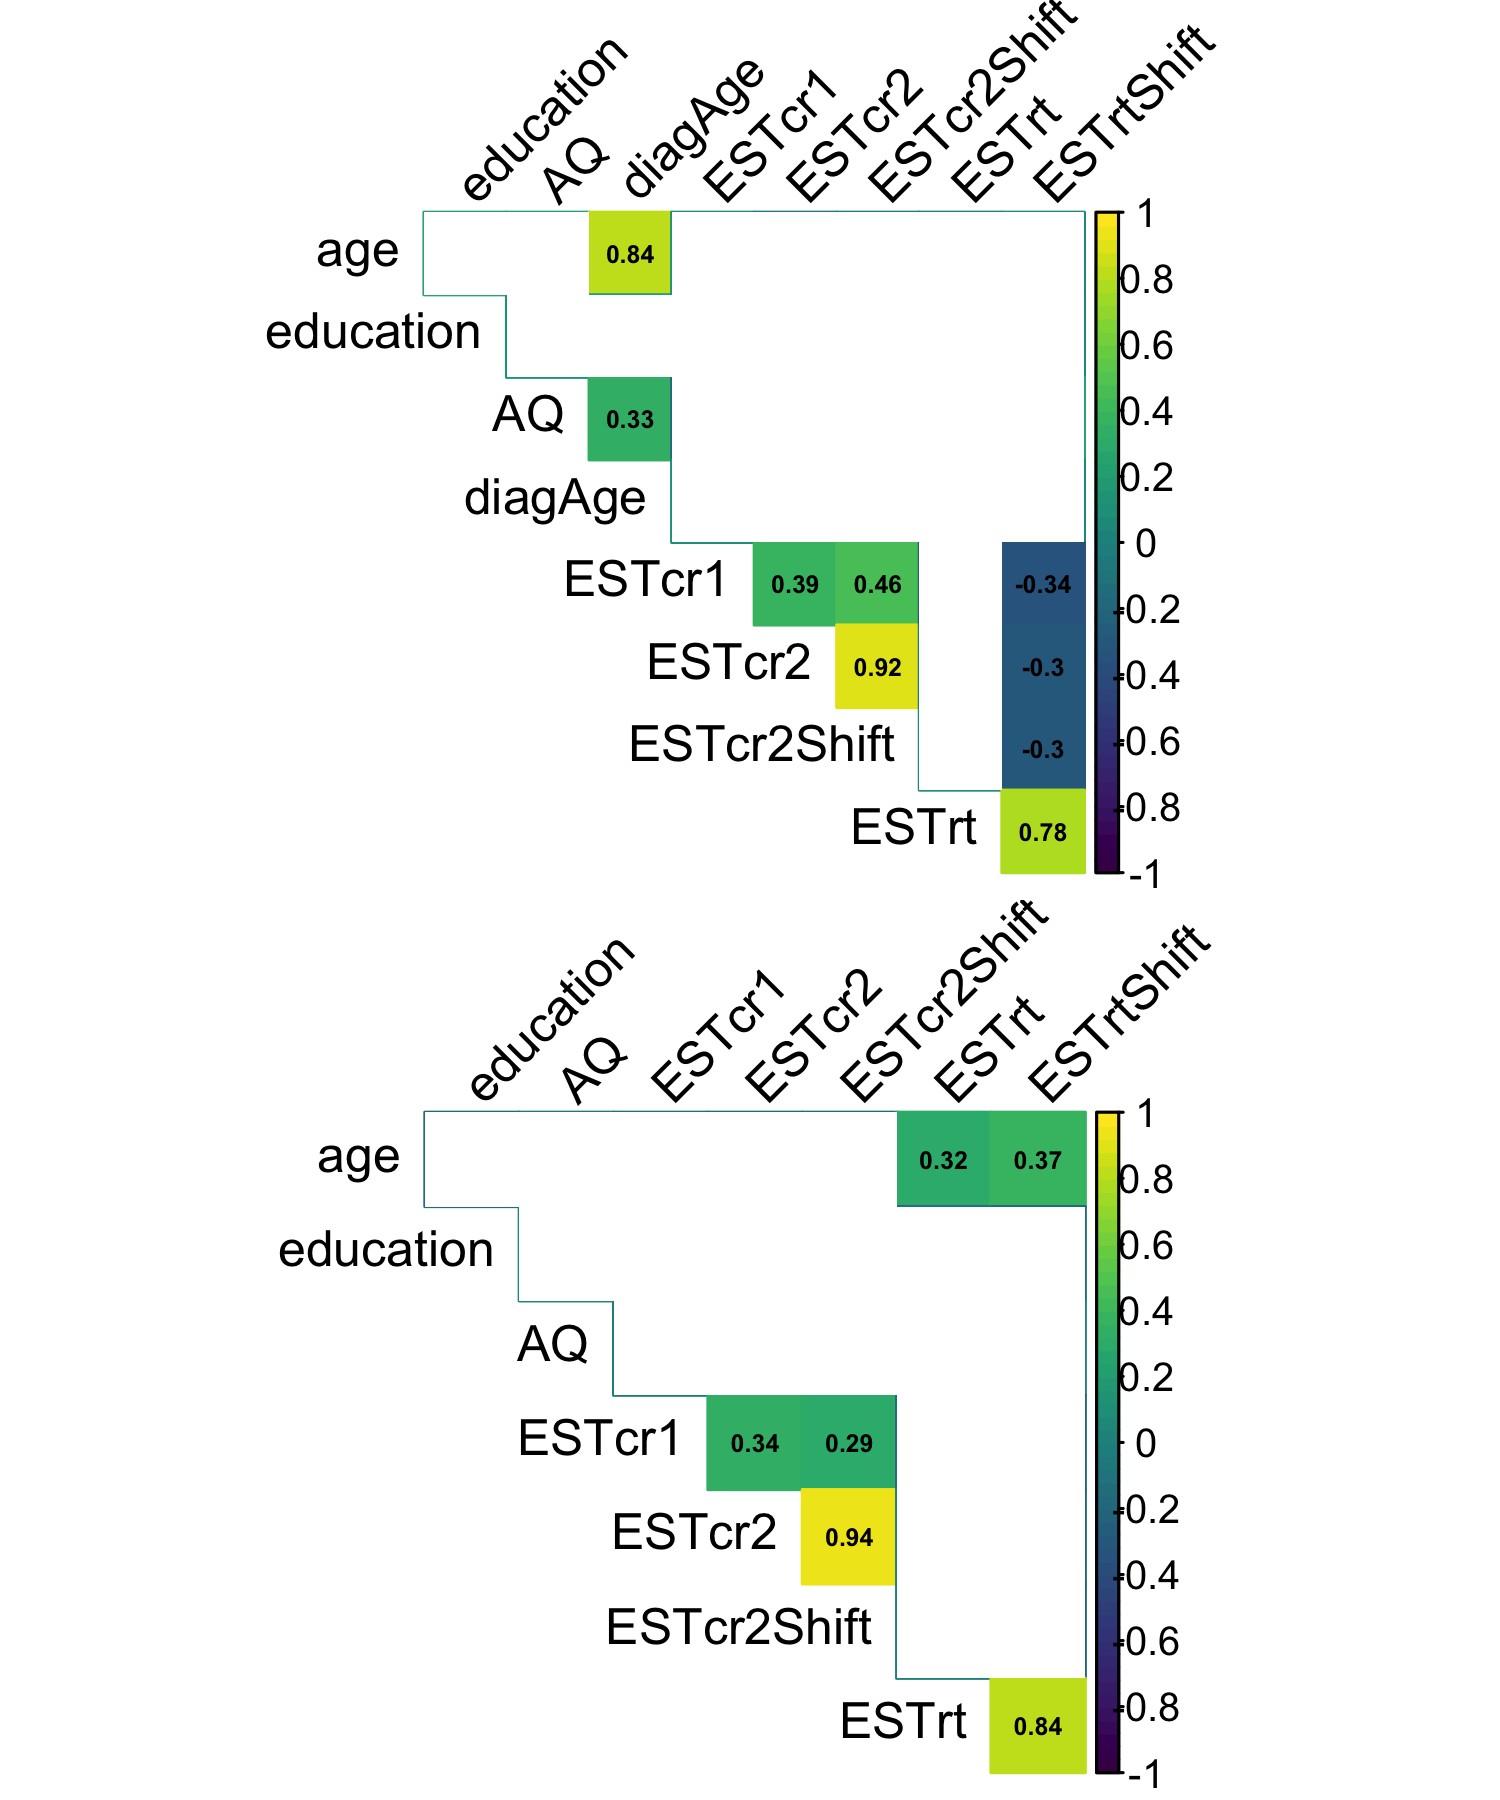 education AQ diagAge ESTcr1 ESTcr2 ESTcr2Shift ESTrt ESTrtShift
age 0.84
education
AQ 0.33
diagAge
ESTcr1 0.39 0.46 -0.34
ESTcr2 0.92 -0.3
ESTcr2Shift -0.3
ESTrt 0.78
1
0.8
0.6
0.4
0.2
0
-0.2
-0.4
-0.6
-0.8
-1
education AQ ESTcr1 ESTcr2 ESTcr2Shift ESTrt ESTrtShift
age 0.32 0.37
education
AQ
ESTcr1 0.34 0.29
ESTcr2 0.94
ESTcr2Shift
ESTrt 0.84
1
0.8
0.6
0.4
0.2
0
-0.2
-0.4
-0.6
-0.8
-1